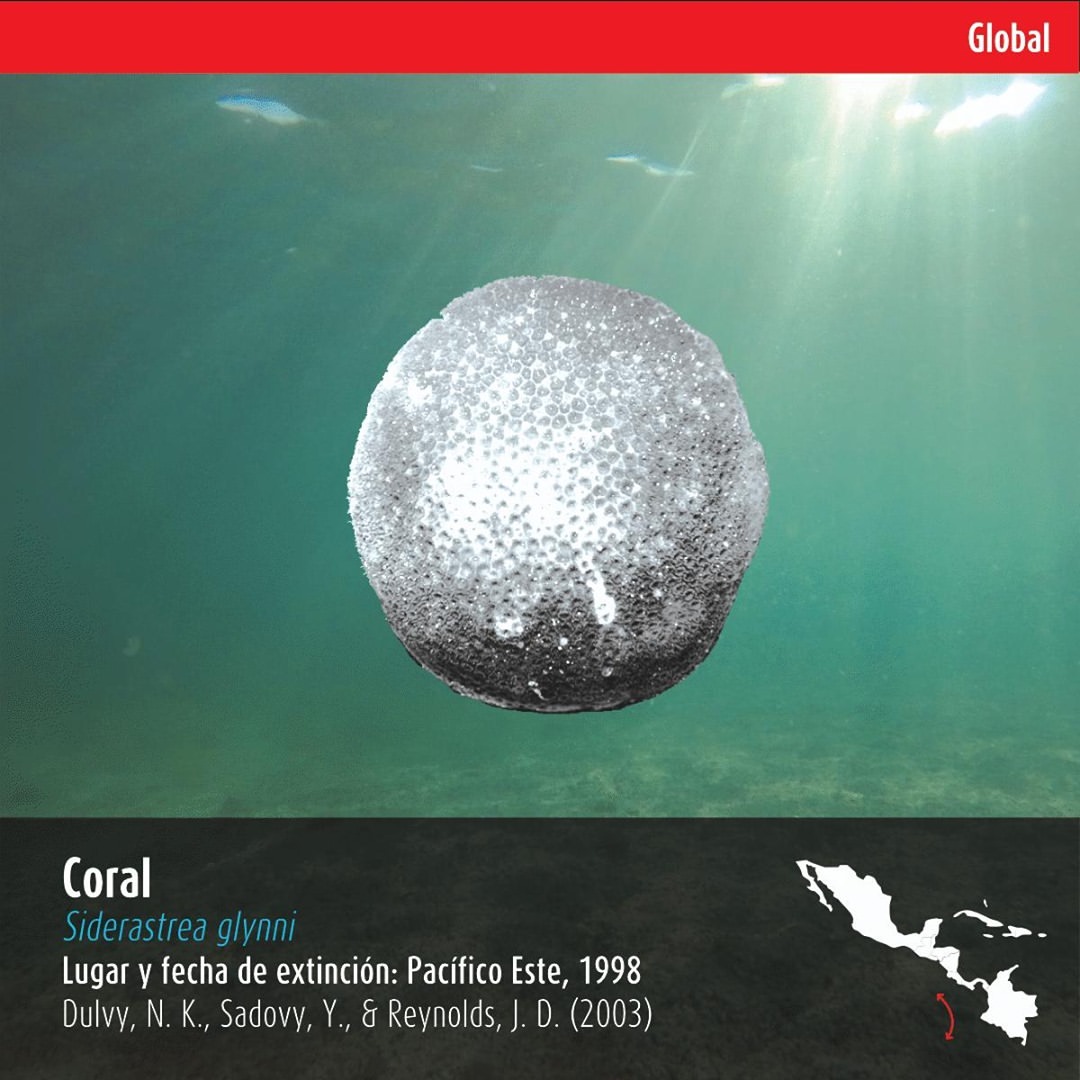 Global
Coral
Siderastrea glynni
Lugar y fecha de extinción: Pacífico Este, 1998
Dulvy, N. K., Sadovy, Y., & Reynolds, J. D. (2003)